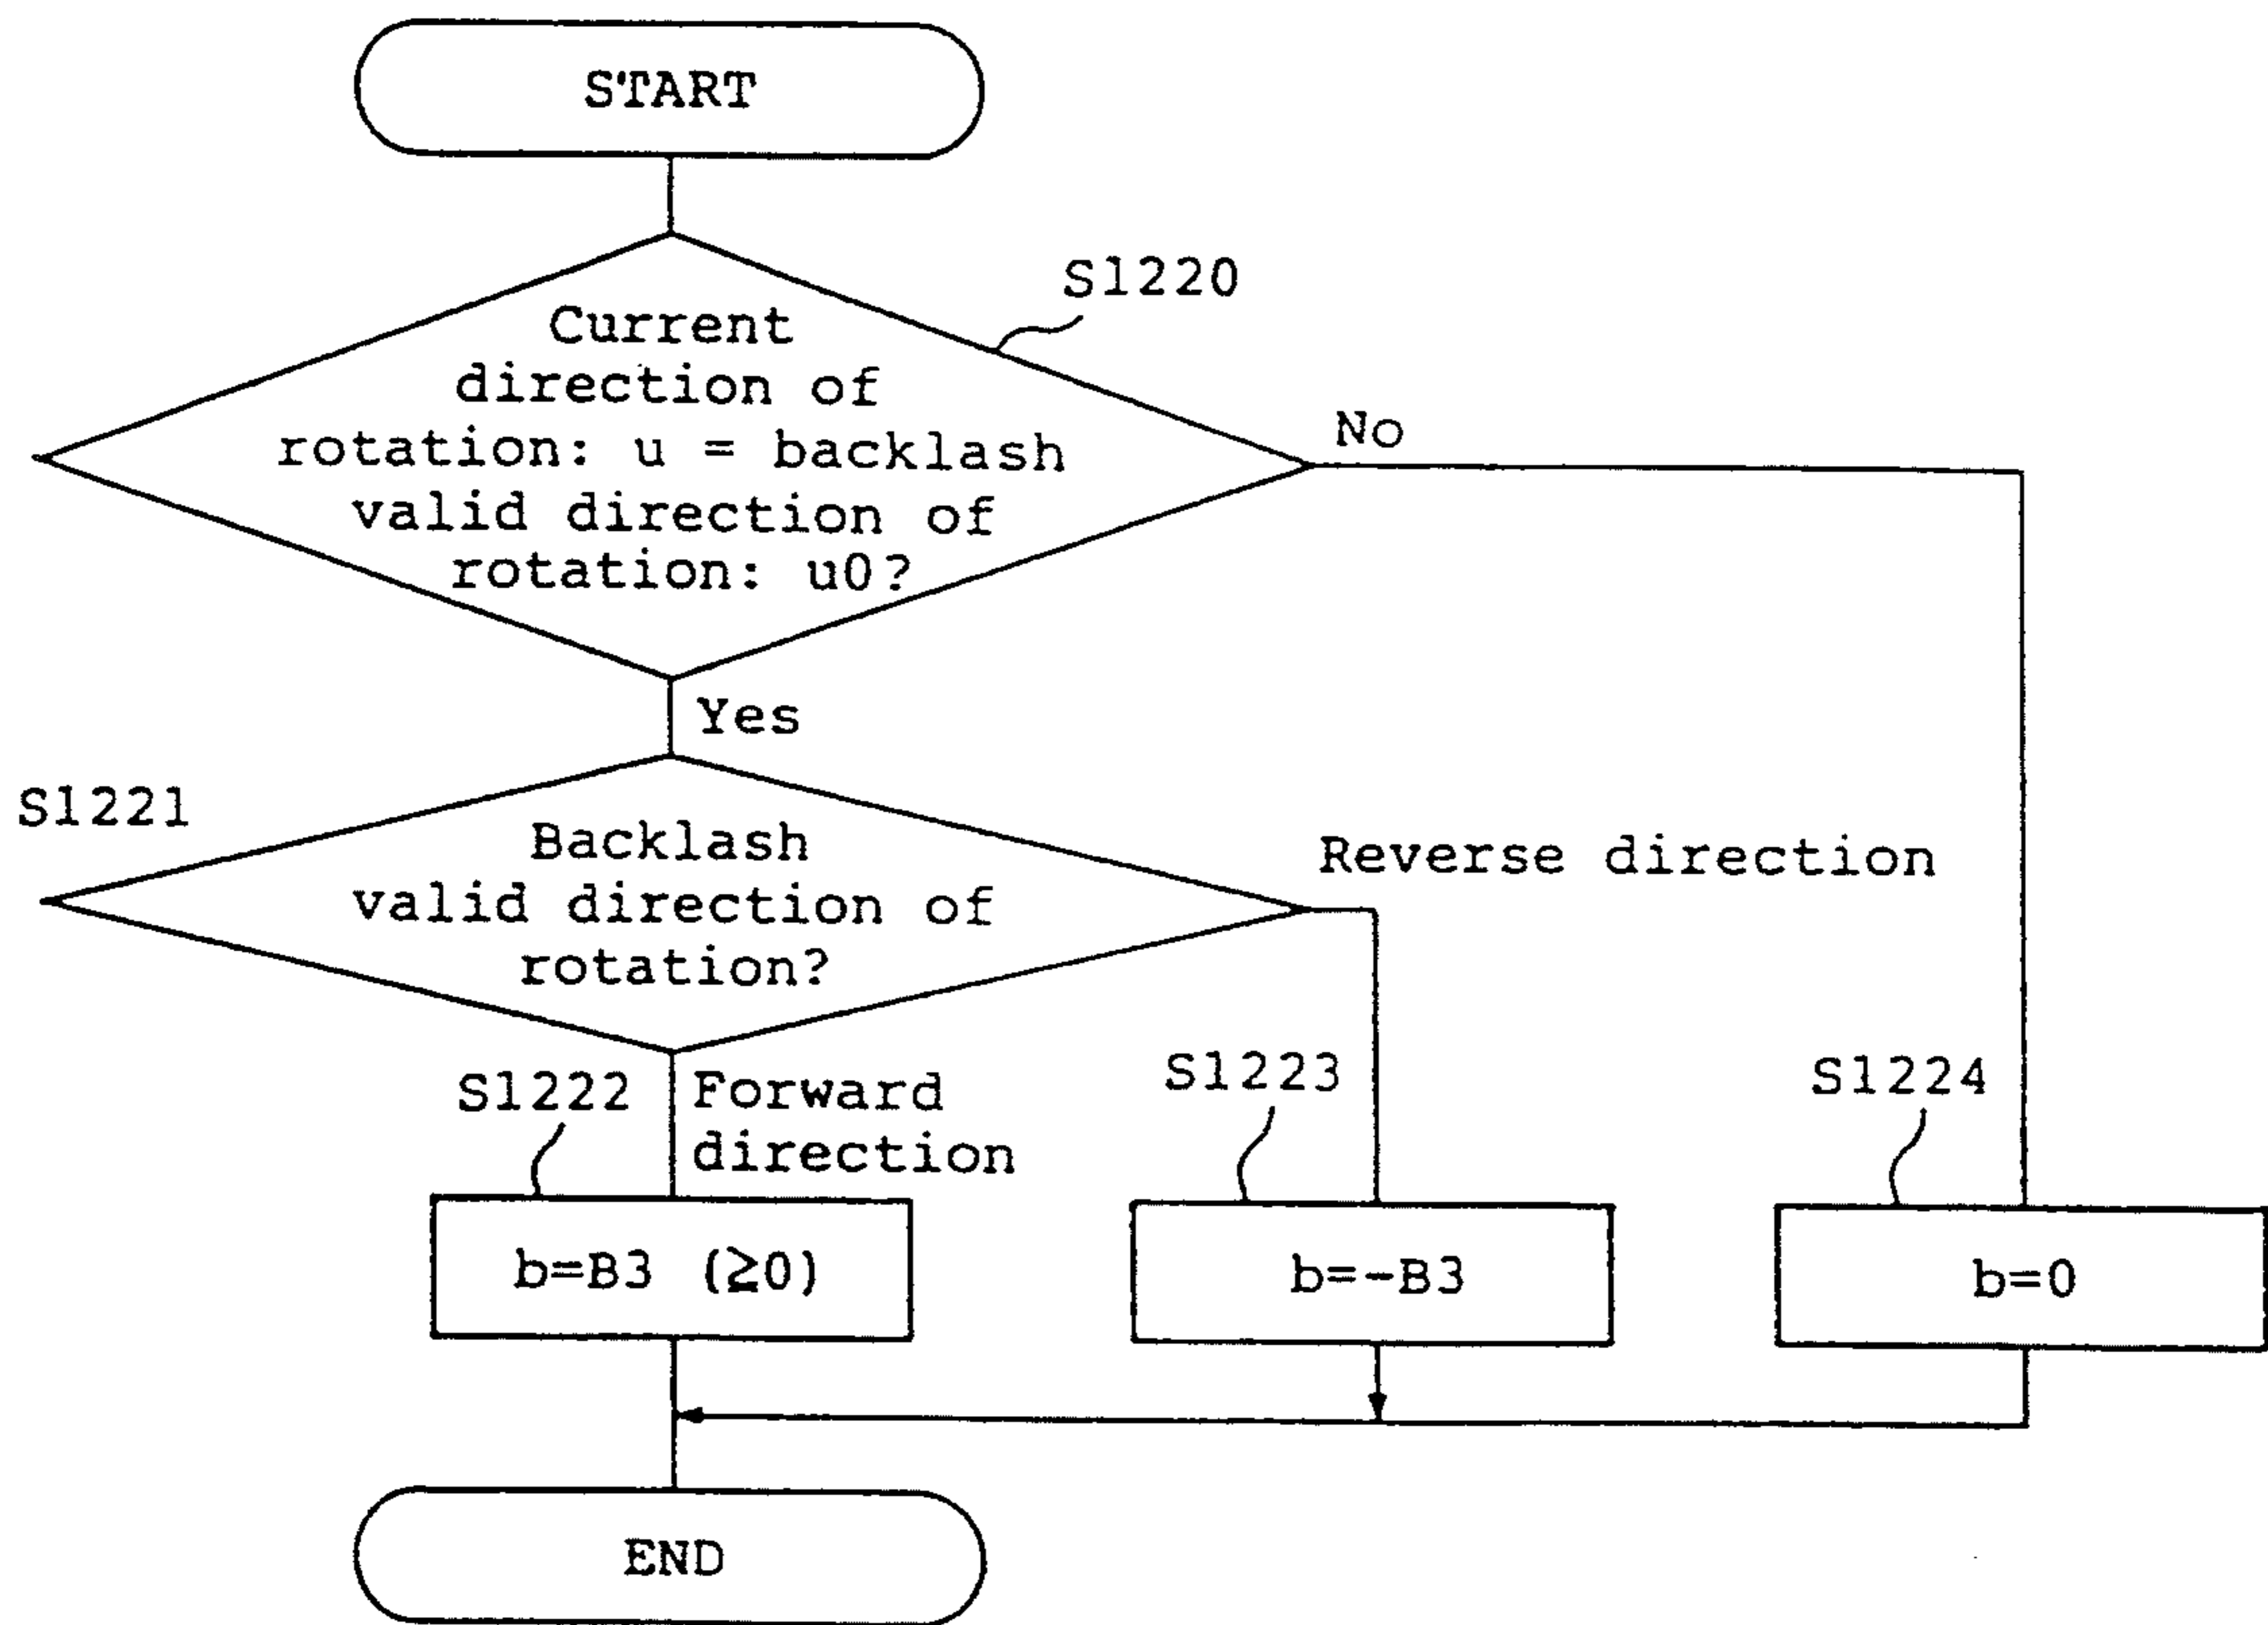 START
S1220
Current
direction of
rotation: u = backlash
valid direction of
rotation: u0?
No
Yes
S1221
Backlash
valid direction of
rotation?
Reverse direction
S1222
Forward
direction
S1223
S1224
b=B3 (≥0)
b=-B3
b=0
END